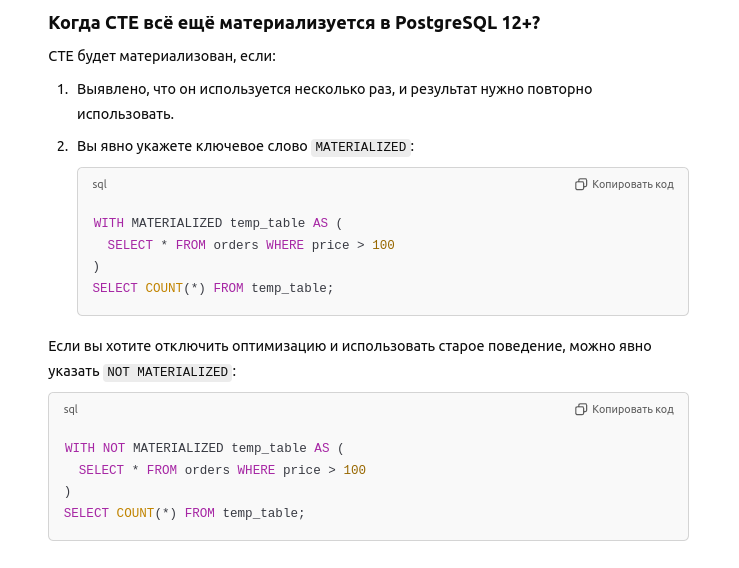 Когда CTE всё ещё материализуется в PostgreSQL 12+?
CTE будет материализован, если:
1. Выявлено, что он используется несколько раз, и результат нужно повторно
использовать.
2. Вы явно укажете ключевое слово MATERIALIZED:
sql Копировать код
WITH MATERIALIZED temp_table AS (
  SELECT * FROM orders WHERE price > 100
)
SELECT COUNT(*) FROM temp_table;
Если вы хотите отключить оптимизацию и использовать старое поведение, можно явно
указать NOT MATERIALIZED:
sql Копировать код
WITH NOT MATERIALIZED temp_table AS (
  SELECT * FROM orders WHERE price > 100
)
SELECT COUNT(*) FROM temp_table;